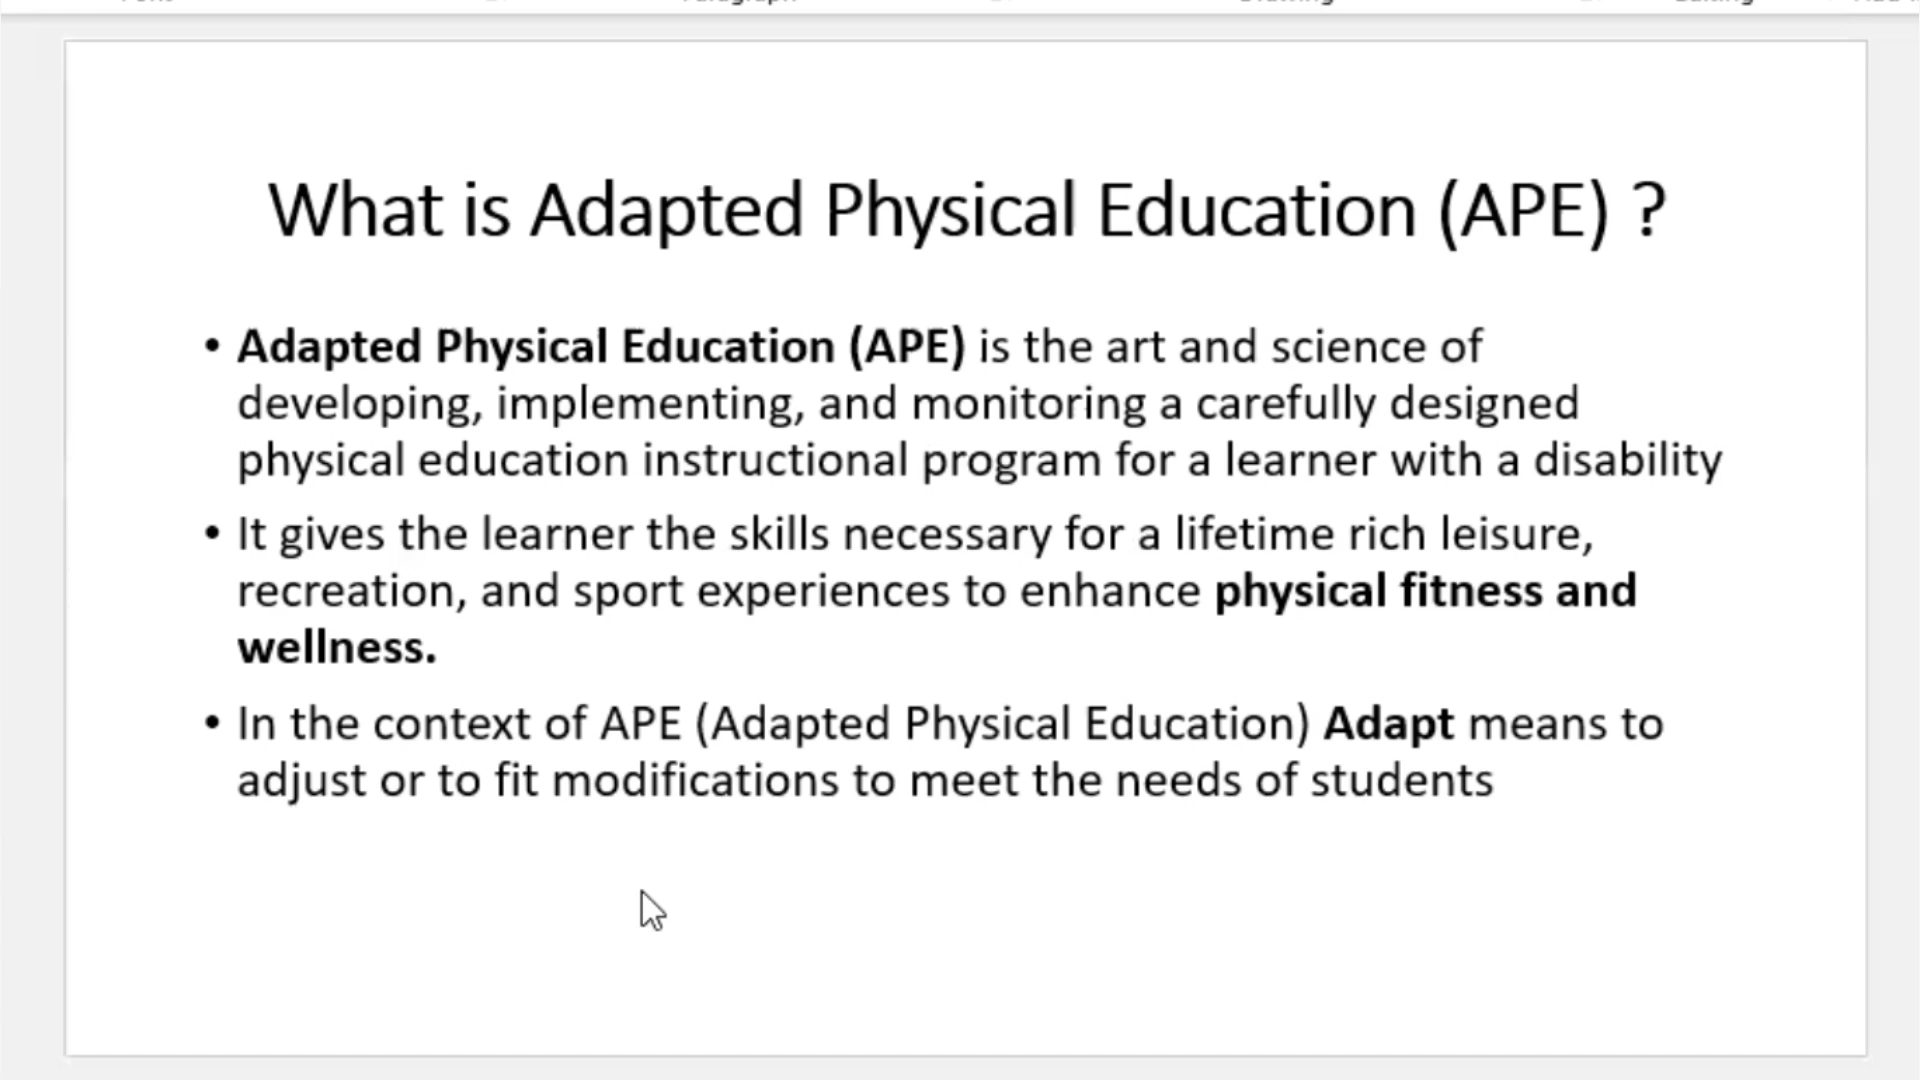 What is Adapted Physical Education (APE) ?
• Adapted Physical Education (APE) is the art and science of
developing, implementing, and monitoring a carefully designed
physical education instructional program for a learner with a disability
• It gives the learner the skills necessary for a lifetime rich leisure,
recreation, and sport experiences to enhance physical fitness and
wellness.
• In the context of APE (Adapted Physical Education) Adapt means to
adjust or to fit modifications to meet the needs of students